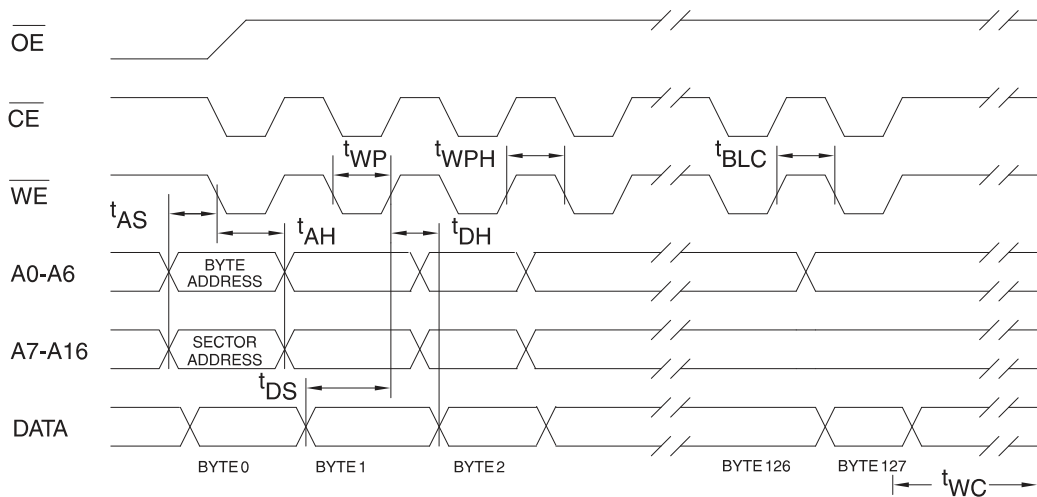 OE
CE
tWP
tWPH
tBLC
WE
tAS
tAH
tDH
A0-A6
BYTE
ADDRESS
A7-A16
SECTOR
ADDRESS
tDS
DATA
BYTE 0
BYTE 1
BYTE 2
BYTE 126
BYTE 127
tWC